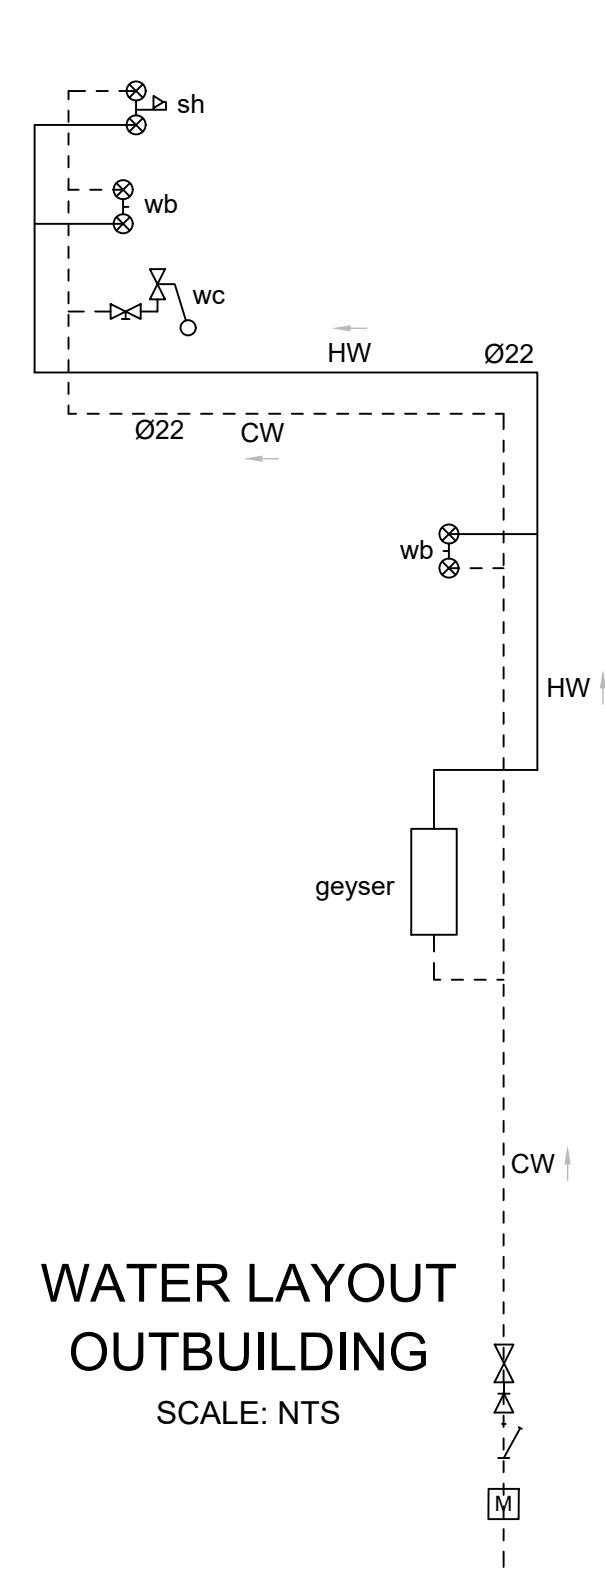 sh
wb
wc
HW
Ø22
Ø22
CW
wb
HW
geyser
CW
WATER LAYOUT
OUTBUILDING
SCALE: NTS
M